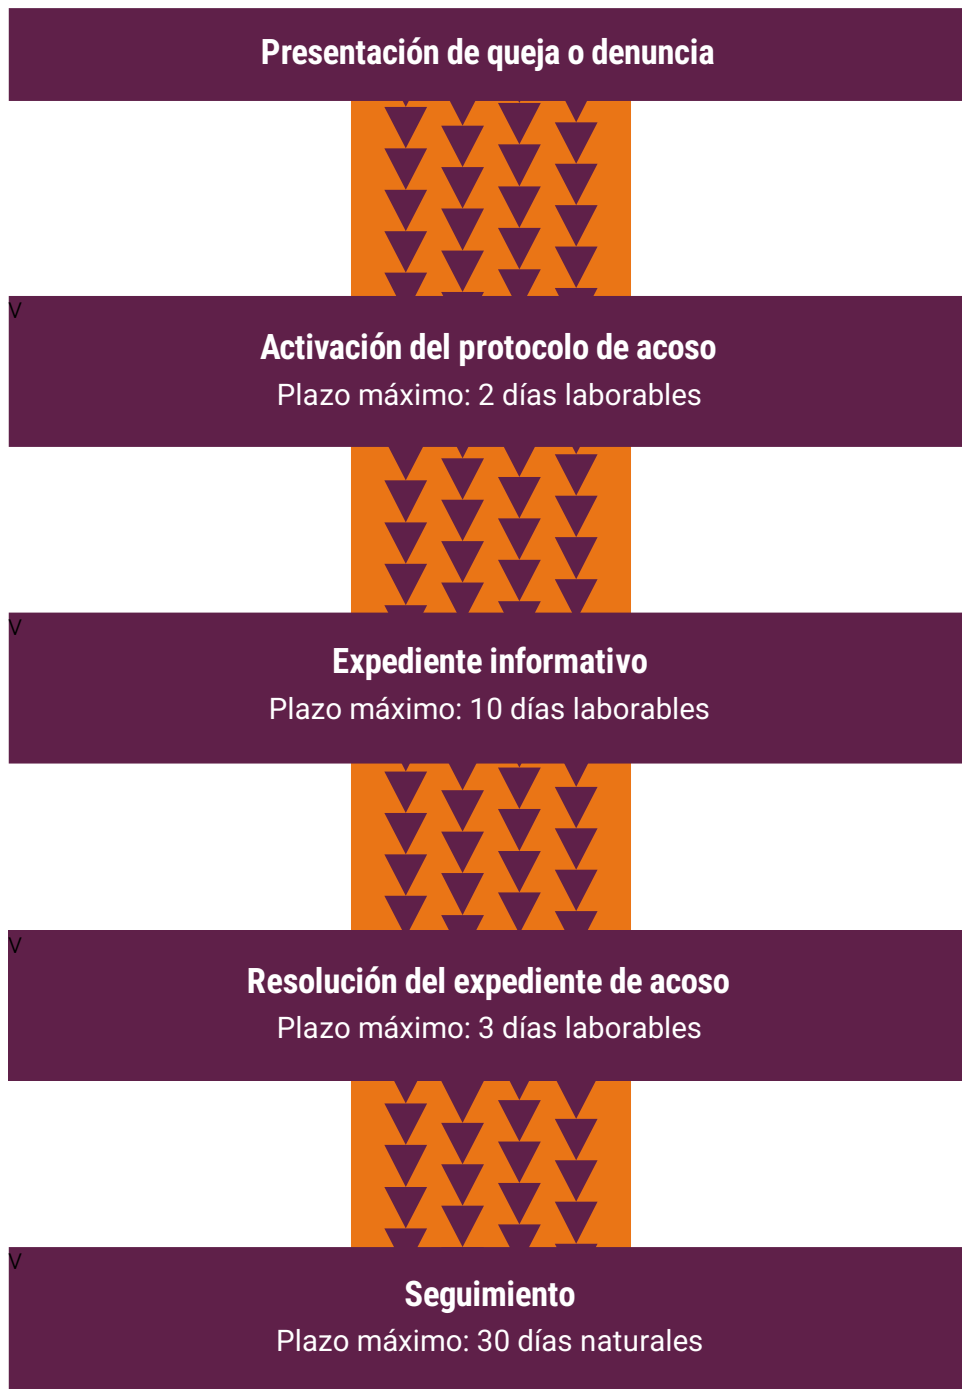 Presentación de queja o denuncia
V
Activación del protocolo de acoso
Plazo máximo: 2 días laborables
V
Expediente informativo
Plazo máximo: 10 días laborables
V
Resolución del expediente de acoso
Plazo máximo: 3 días laborables
V
Seguimiento
Plazo máximo: 30 días naturales